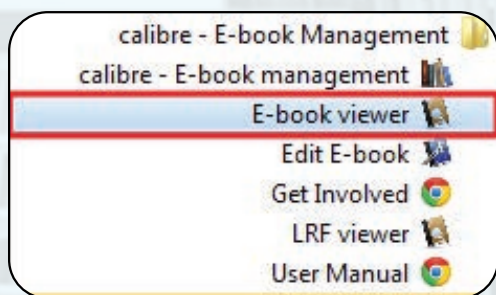 calibre - E-book Management
calibre - E-book management
E-book viewer
Edit E-book
Get Involved
LRF viewer
User Manual